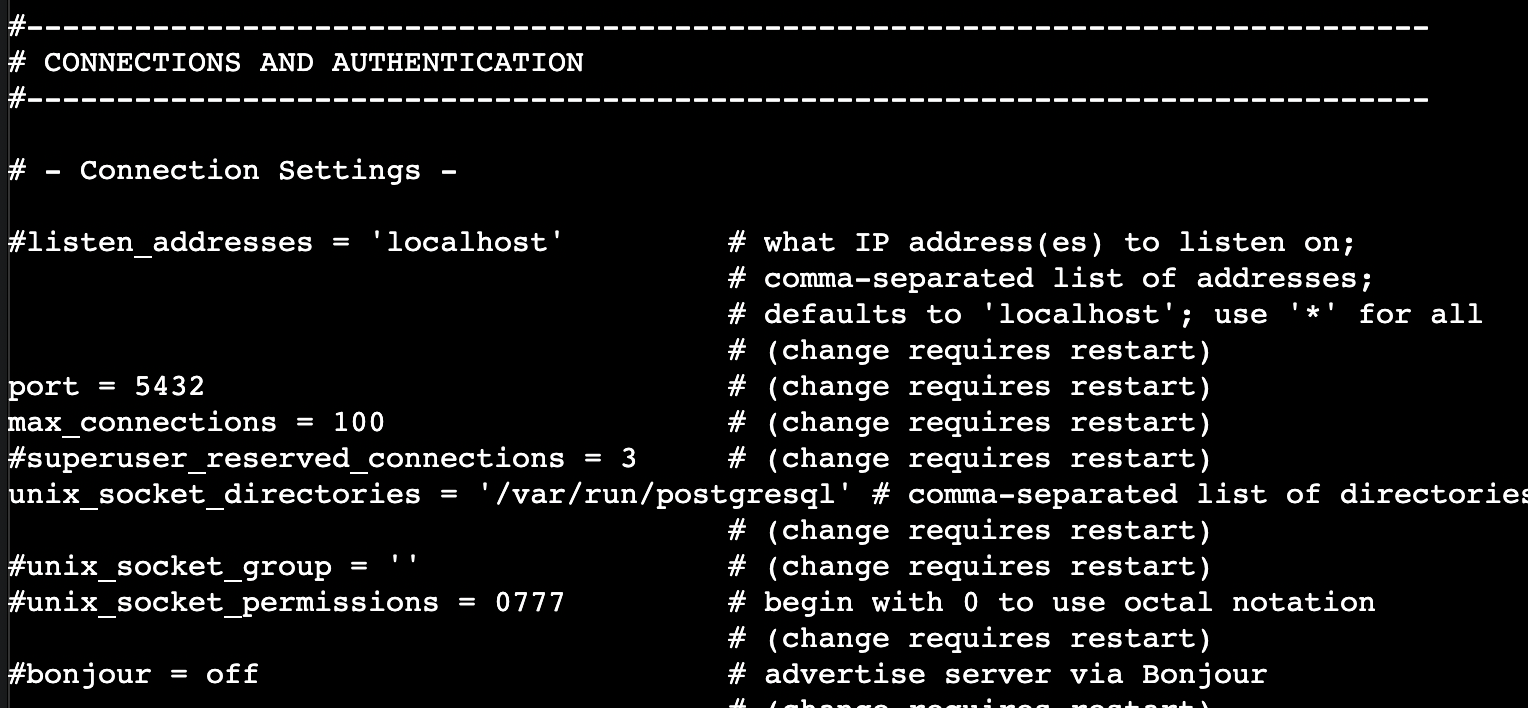 #------------------------------------------------------------------------------
# CONNECTIONS AND AUTHENTICATION
#------------------------------------------------------------------------------
# - Connection Settings -
#listen_addresses = 'localhost'         # what IP address(es) to listen on;
                                        # comma-separated list of addresses;
                                        # defaults to 'localhost'; use '*' for all
                                        # (change requires restart)
port = 5432                             # (change requires restart)
max_connections = 100                   # (change requires restart)
#superuser_reserved_connections = 3     # (change requires restart)
unix_socket_directories = '/var/run/postgresql' # comma-separated list of directories
                                        # (change requires restart)
#unix_socket_group = ''                 # (change requires restart)
#unix_socket_permissions = 0777         # begin with 0 to use octal notation
                                        # (change requires restart)
#bonjour = off                          # advertise server via Bonjour
                                        # (change requires restart)